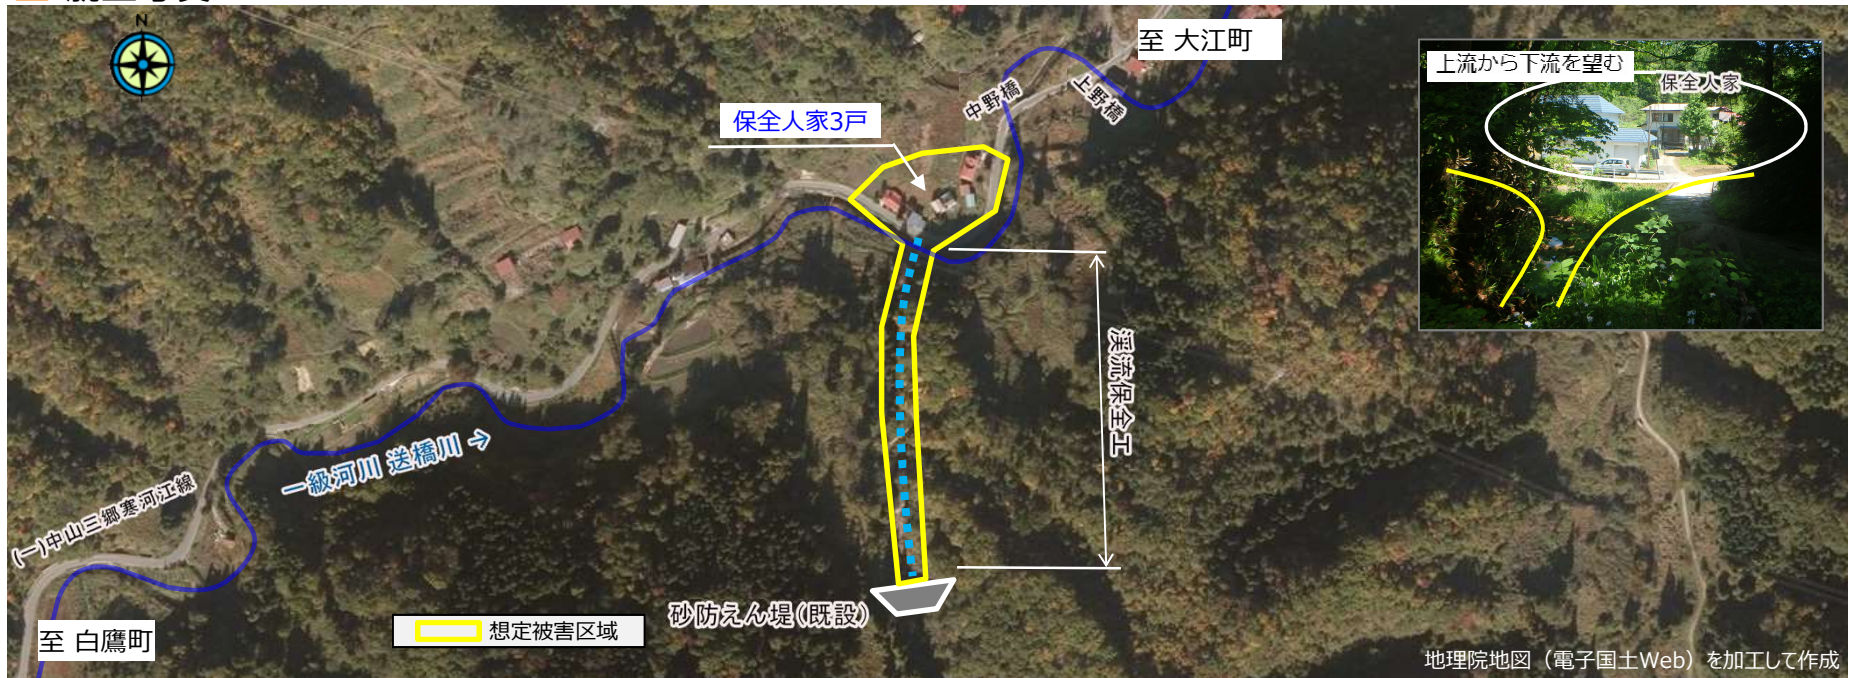 N
至 大江町
上流から下流を望む
保全人家
中野橋
上野橋
保全人家3戸
渓流保全工
一級河川 送橋川 →
(一)中山三郷寒河江線
砂防えん堤(既設)
想定被害区域
至 白鷹町
地理院地図（電子国土Web）を加工して作成